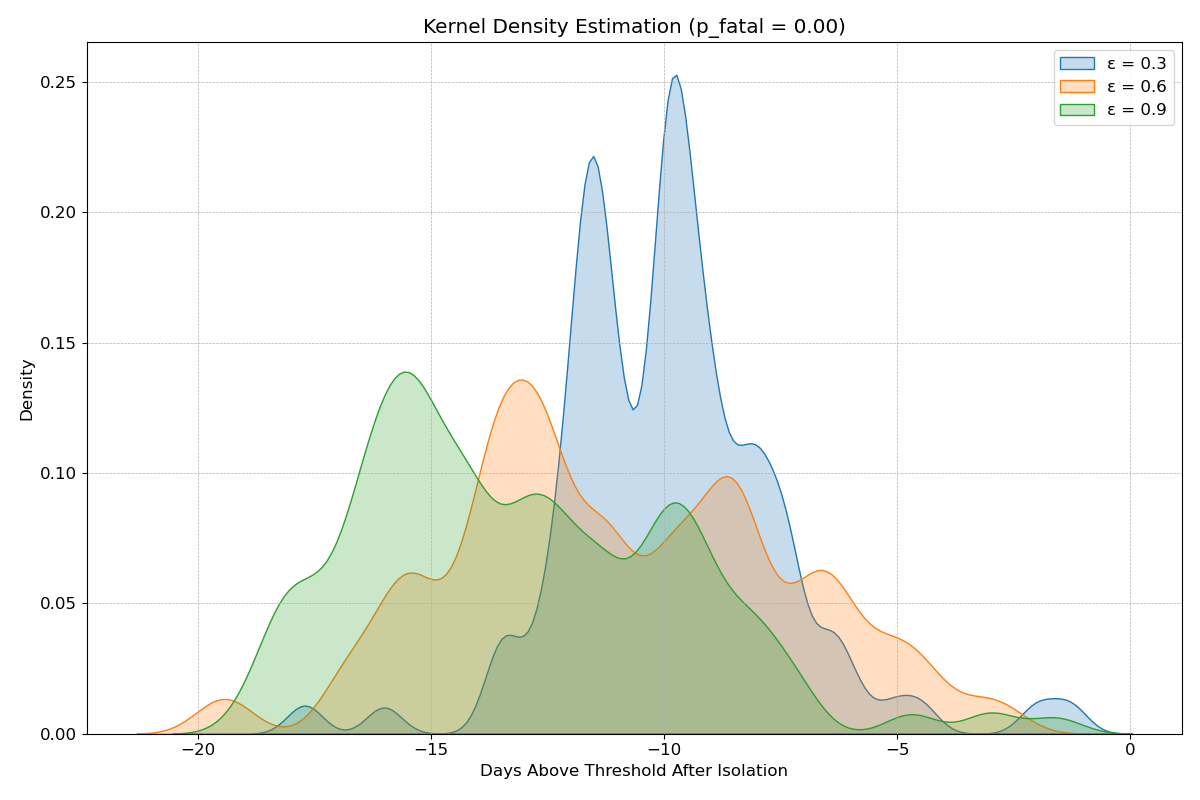 Kernel Density Estimation (p_fatal = 0.00)
ε = 0.3
ε = 0.6
ε = 0.9
Density
0.25
0.20
0.15
0.10
0.05
0.00
−20 −15 −10 −5 0
Days Above Threshold After Isolation